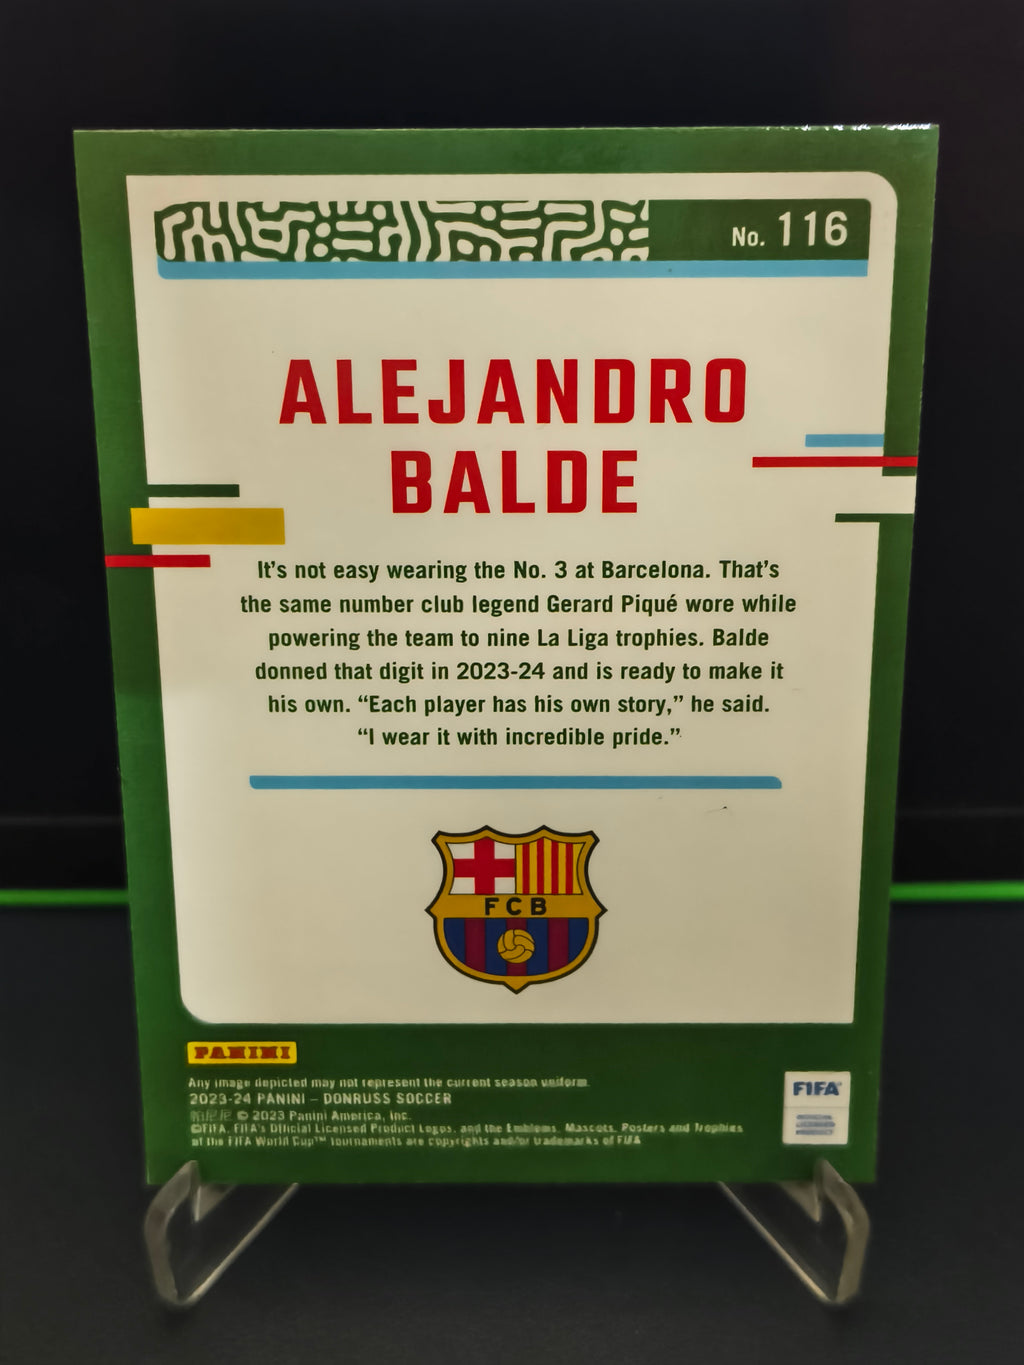 No. 116
ALEJANDRO
BALDE
It's not easy wearing the No. 3 at Barcelona. That's
the same number club legend Gerard Piqué wore while
powering the team to nine La Liga trophies. Balde
donned that digit in 2023-24 and is ready to make it
his own. “Each player has his own story,” he said.
“I wear it with incredible pride.”
FCB
PANINI
Any image depicted may not represent the current season uniform.
2023-24 PANINI – DONRUSS SOCCER
帕尼尼 © 2023 Panini America, Inc.
©FIFA, FIFA's Official Licensed Product Logos, and the Emblems, Mascots, Posters and Trophies
of the FIFA World Cup™ tournaments are copyrights and/or trademarks of FIFA
FIFA